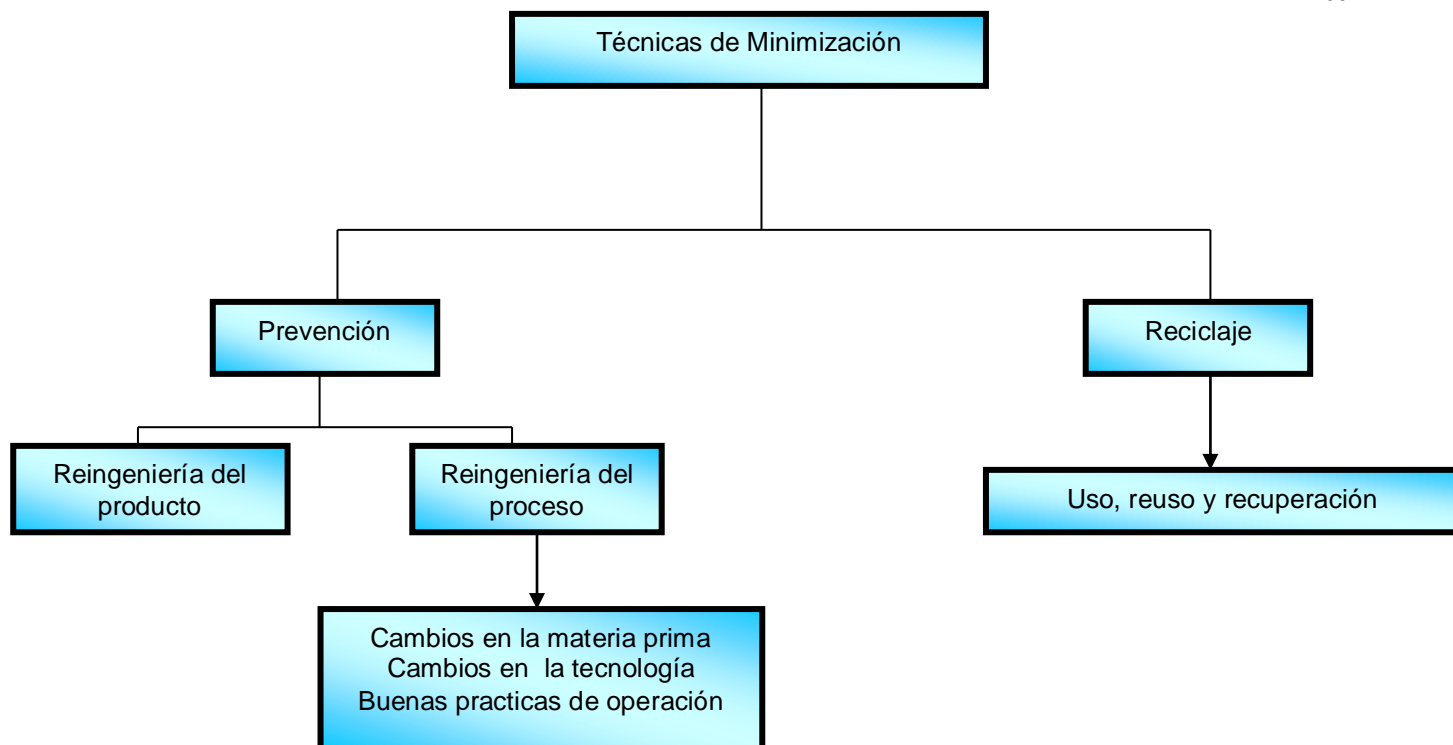 Técnicas de Minimización
Prevención
Reciclaje
Reingeniería del
producto
Reingeniería del
proceso
Uso, reuso y recuperación
Cambios en la materia prima
Cambios en  la tecnología
Buenas practicas de operación